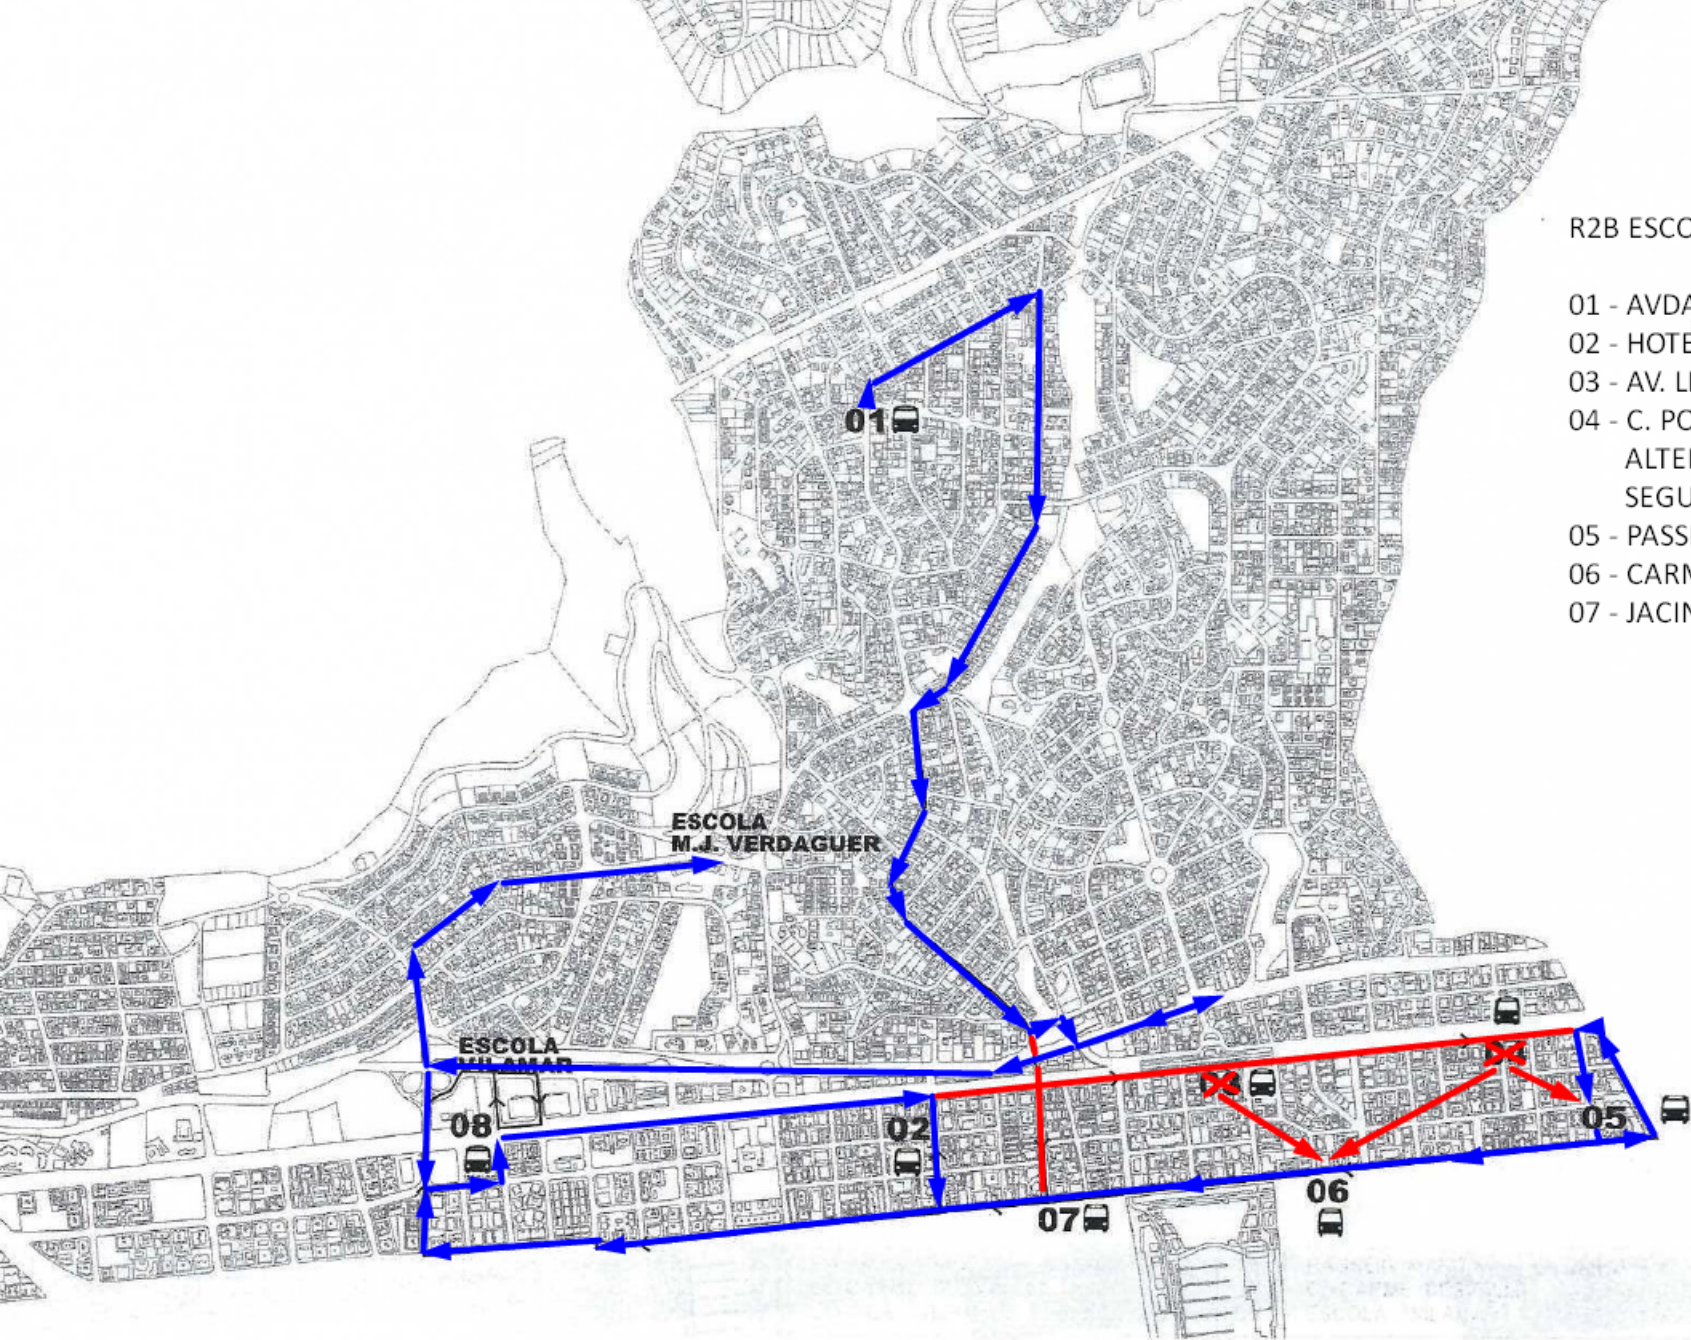 R2B ESCO
01 - AVDA
02 - HOTE
03 - AV. L
04 - C. PO
ALTE
SEGU
05 - PASS
06 - CARM
07 - JACIN
01
ESCOLA
M.J. VERDAGUER
ESCOLA
VILAMAR
08
02
05
06
07